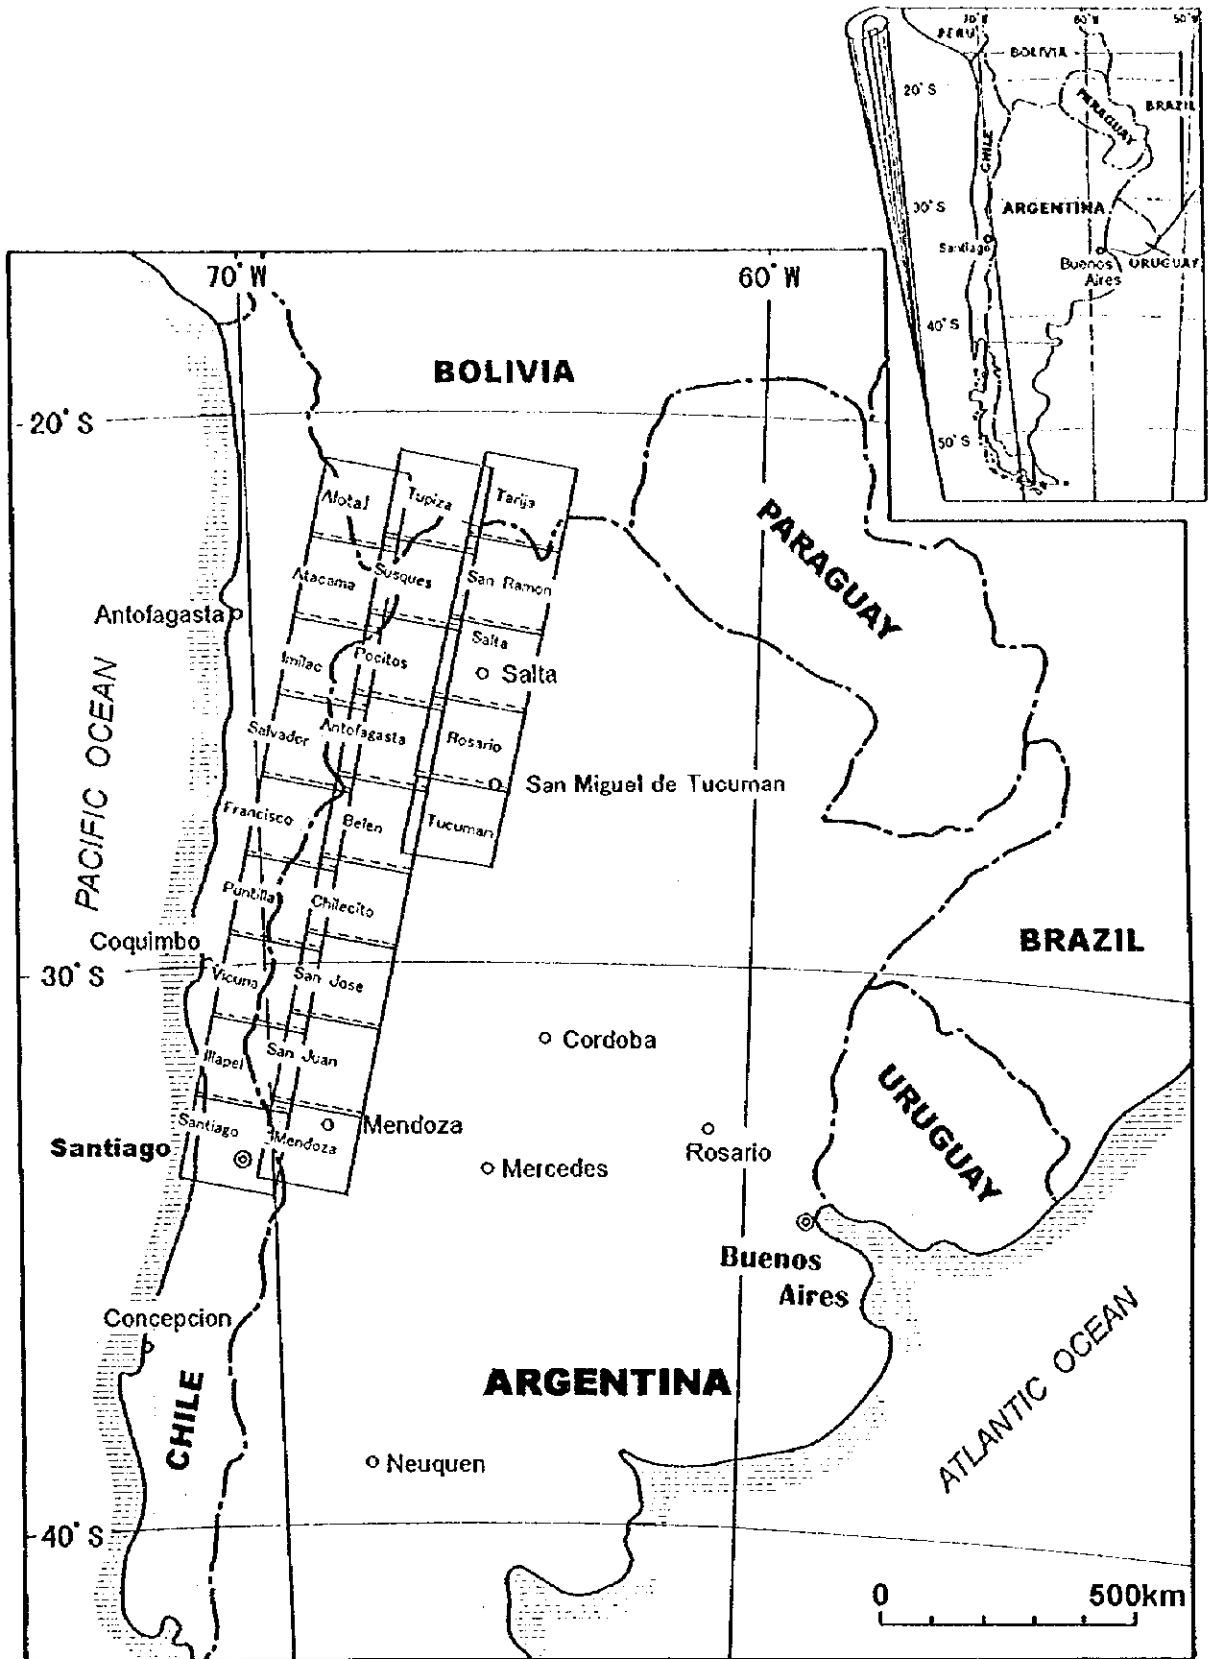 70°W
60°W
50°W
PERU
BOLIVIA
20°S
PARAGUAY
BRAZIL
CHILE
30°S
ARGENTINA
Santiago
Buenos
Aires
URUGUAY
40°S
50°S
70°W
60°W
BOLIVIA
20°S
Alotal
Tupiza
Tarija
PARAGUAY
Atacama
Susques
San Ramon
Antofagasta
Imilac
Pocitos
Salta
Salta
PACIFIC OCEAN
Salvador
Antofagasta
Rosario
San Miguel de Tucuman
Francisco
Belen
Tucuman
Puntilla
Chilecito
Coquimbo
BRAZIL
30°S
Vicuna
San Jose
Cordoba
Illapel
San Juan
URUGUAY
Santiago
Santiago
Mendoza
Mendoza
Rosario
Mercedes
Buenos
Aires
Concepcion
ARGENTINA
CHILE
ATLANTIC OCEAN
Neuquen
40°S
0 500km